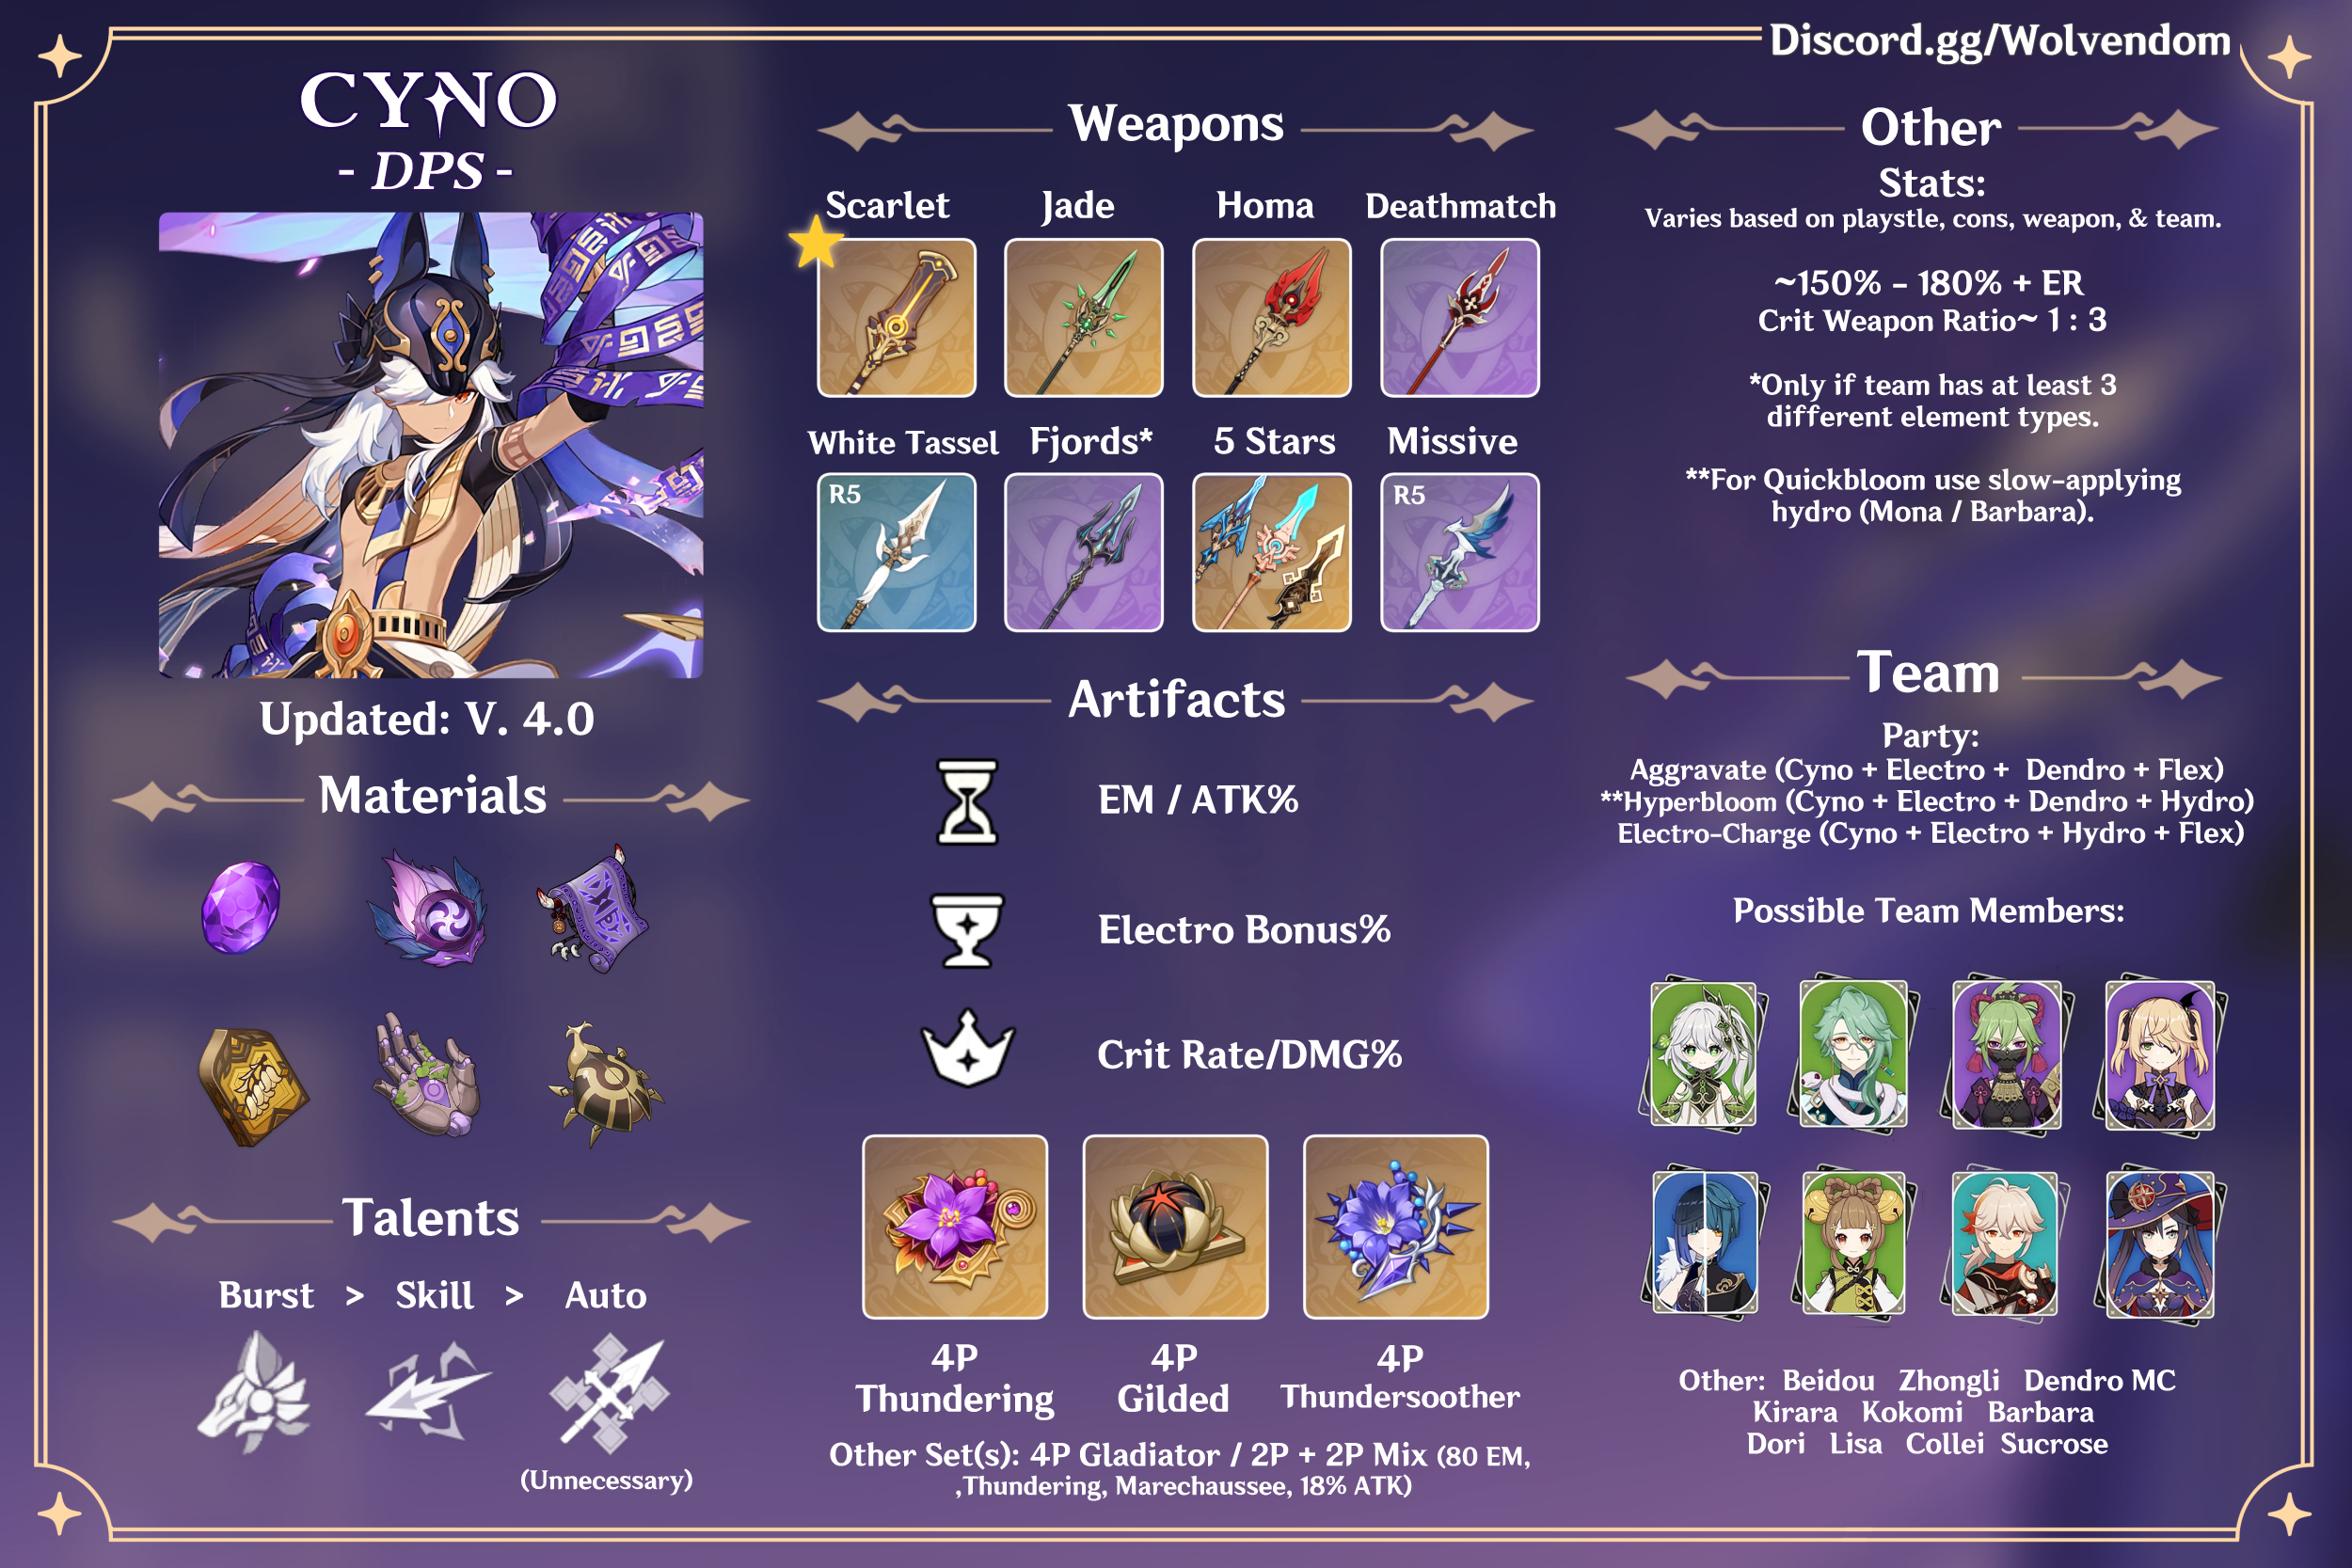 Discord.gg/Wolvendom
CYNO
- DPS -
Updated: V. 4.0
Materials
Talents
Burst > Skill > Auto
(Unnecessary)
Weapons
Scarlet Jade Homa Deathmatch
White Tassel Fjords* 5 Stars Missive
R5 R5
Artifacts
EM / ATK%
Electro Bonus%
Crit Rate/DMG%
4P 4P 4P
Thundering Gilded Thundersoother
Other Set(s): 4P Gladiator / 2P + 2P Mix (80 EM,
,Thundering, Marechaussee, 18% ATK)
Other
Stats:
Varies based on playstle, cons, weapon, & team.
~150% - 180% + ER
Crit Weapon Ratio~ 1 : 3
*Only if team has at least 3
different element types.
**For Quickbloom use slow-applying
hydro (Mona / Barbara).
Team
Party:
Aggravate (Cyno + Electro + Dendro + Flex)
**Hyperbloom (Cyno + Electro + Dendro + Hydro)
Electro-Charge (Cyno + Electro + Hydro + Flex)
Possible Team Members:
Other: Beidou Zhongli Dendro MC
Kirara Kokomi Barbara
Dori Lisa Collei Sucrose